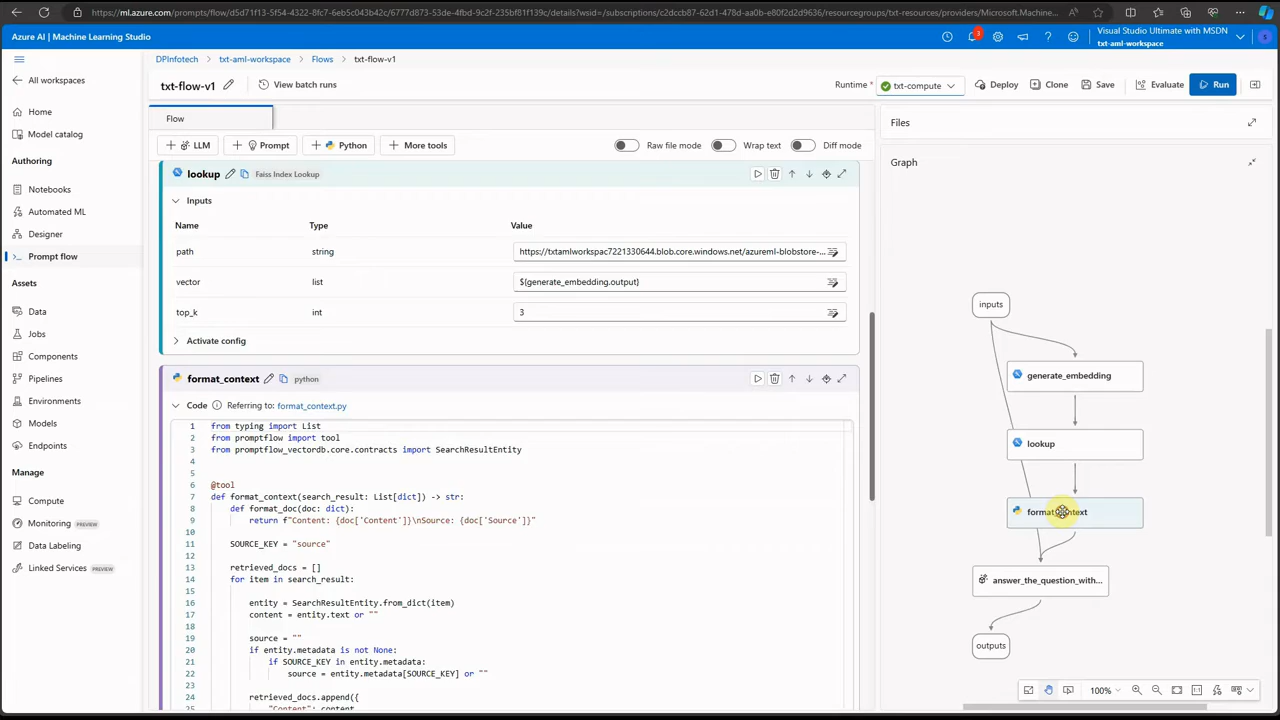 https://ml.azure.com/prompts/flow/d5d71f13-5f54-4313-8fc7-6eb5c043b42c/6777d873-53de-46d3-9c2f-235bf81f139c/details?wsid=/subscriptions/c2dccb87-62d1-478d-aa0b-e80f2d2d9636/resourcegroups/txt-resources/providers/Microsoft.Machine...
Azure AI | Machine Learning Studio
3
Visual Studio Ultimate with MSDN
txt-aml-workspace
S
All workspaces
Home
Model catalog
Authoring
Notebooks
Automated ML
Designer
Prompt flow
Assets
Data
Jobs
Components
Pipelines
Environments
Models
Endpoints
Manage
Compute
Monitoring PREVIEW
Data Labeling
Linked Services PREVIEW
DPInfotech > txt-aml-workspace > Flows > txt-flow-v1
txt-flow-v1
View batch runs
Runtime * txt-compute
Deploy Clone Save Evaluate Run
Flow
+ LLM + Prompt + Python + More tools
Raw file mode Wrap text Diff mode
lookup Faiss Index Lookup
Inputs
Name Type Value
path string https://txtamlworkspac7221330644.blob.core.windows.net/azureml-blobstore-...
vector list ${generate_embedding.output}
top_k int 3
Activate config
format_context python
Code Referring to: format_context.py
1 from typing import List
2 from promptflow import tool
3 from promptflow_vectordb.core.contracts import SearchResultEntity
4
5
6 @tool
7 def format_context(search_result: List[dict]) -> str:
8 def format_doc(doc: dict):
9 return f"Content: {doc['Content']}\nSource: {doc['Source']}"
10
11 SOURCE_KEY = "source"
12
13 retrieved_docs = []
14 for item in search_result:
15
16 entity = SearchResultEntity.from_dict(item)
17 content = entity.text or ""
18
19 source = ""
20 if entity.metadata is not None:
21 if SOURCE_KEY in entity.metadata:
22 source = entity.metadata[SOURCE_KEY] or ""
23
24 retrieved_docs.append({
25 "Content": content
Files
Graph
inputs
generate_embedding
lookup
format_context
answer_the_question_with...
outputs
100%